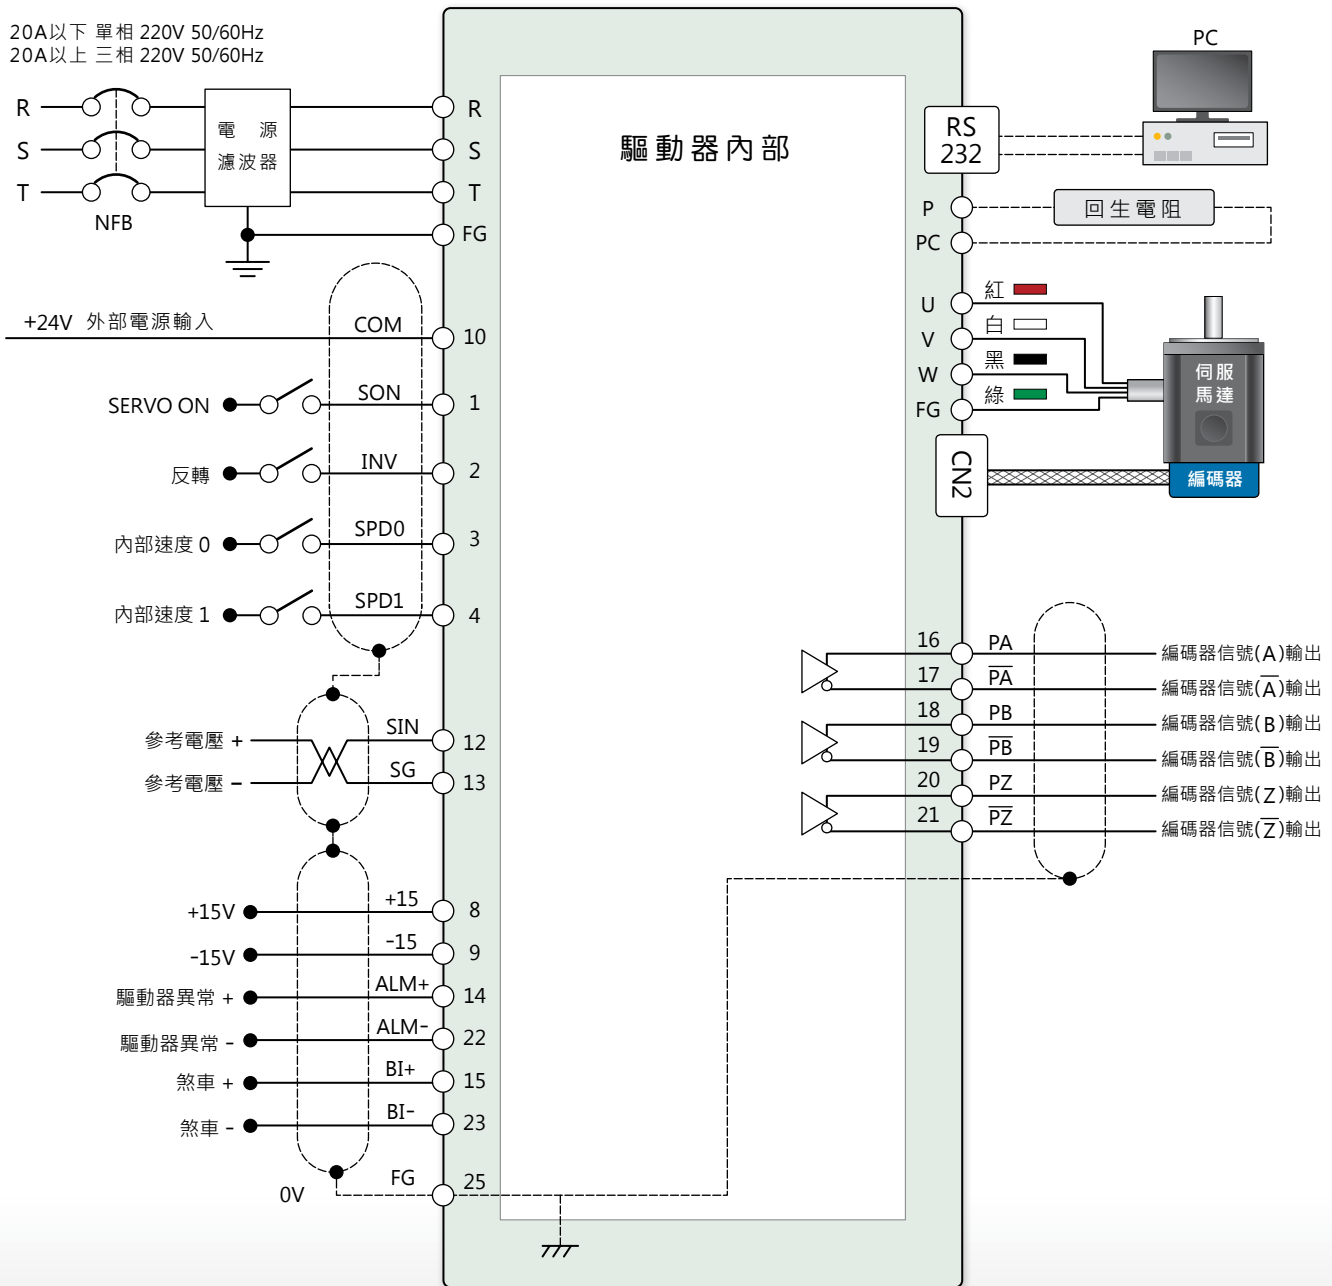 20A以下 單相 220V 50/60Hz
20A以上 三相 220V 50/60Hz
R
S
T
NFB
電 源
濾波器
R
S
T
FG
驅動器內部
RS
232
PC
P
PC
回生電阻
U
V
W
FG
紅
白
黑
綠
伺服
馬達
編碼器
CN2
+24V 外部電源輸入
COM
10
SERVO ON
SON
1
反轉
INV
2
內部速度 0
SPD0
3
內部速度 1
SPD1
4
參考電壓 +
SIN
12
參考電壓 -
SG
13
+15V
+15
8
-15V
-15
9
驅動器異常 +
ALM+
14
驅動器異常 -
ALM-
22
煞車 +
BI+
15
煞車 -
BI-
23
0V
FG
25
16
PA
編碼器信號(A)輸出
17
P̅A̅
編碼器信號(A̅)輸出
18
PB
編碼器信號(B)輸出
19
P̅B̅
編碼器信號(B̅)輸出
20
PZ
編碼器信號(Z)輸出
21
P̅Z̅
編碼器信號(Z̅)輸出